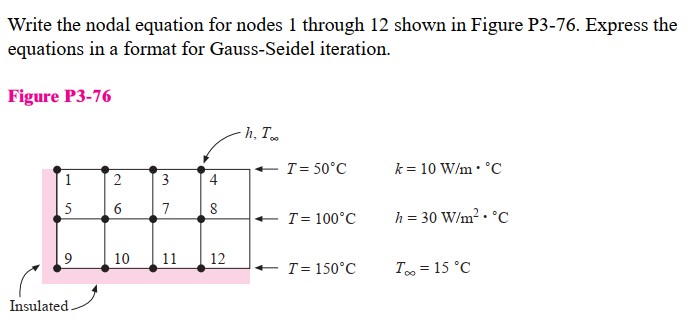 Write the nodal equation for nodes 1 through 12 shown in Figure P3-76. Express the
equations in a format for Gauss-Seidel iteration.
Figure P3-76
h, T∞
T = 50°C k = 10 W/m · °C
1 2 3 4
5 6 7 8
T = 100°C h = 30 W/m² · °C
9 10 11 12
T = 150°C T∞ = 15 °C
Insulated